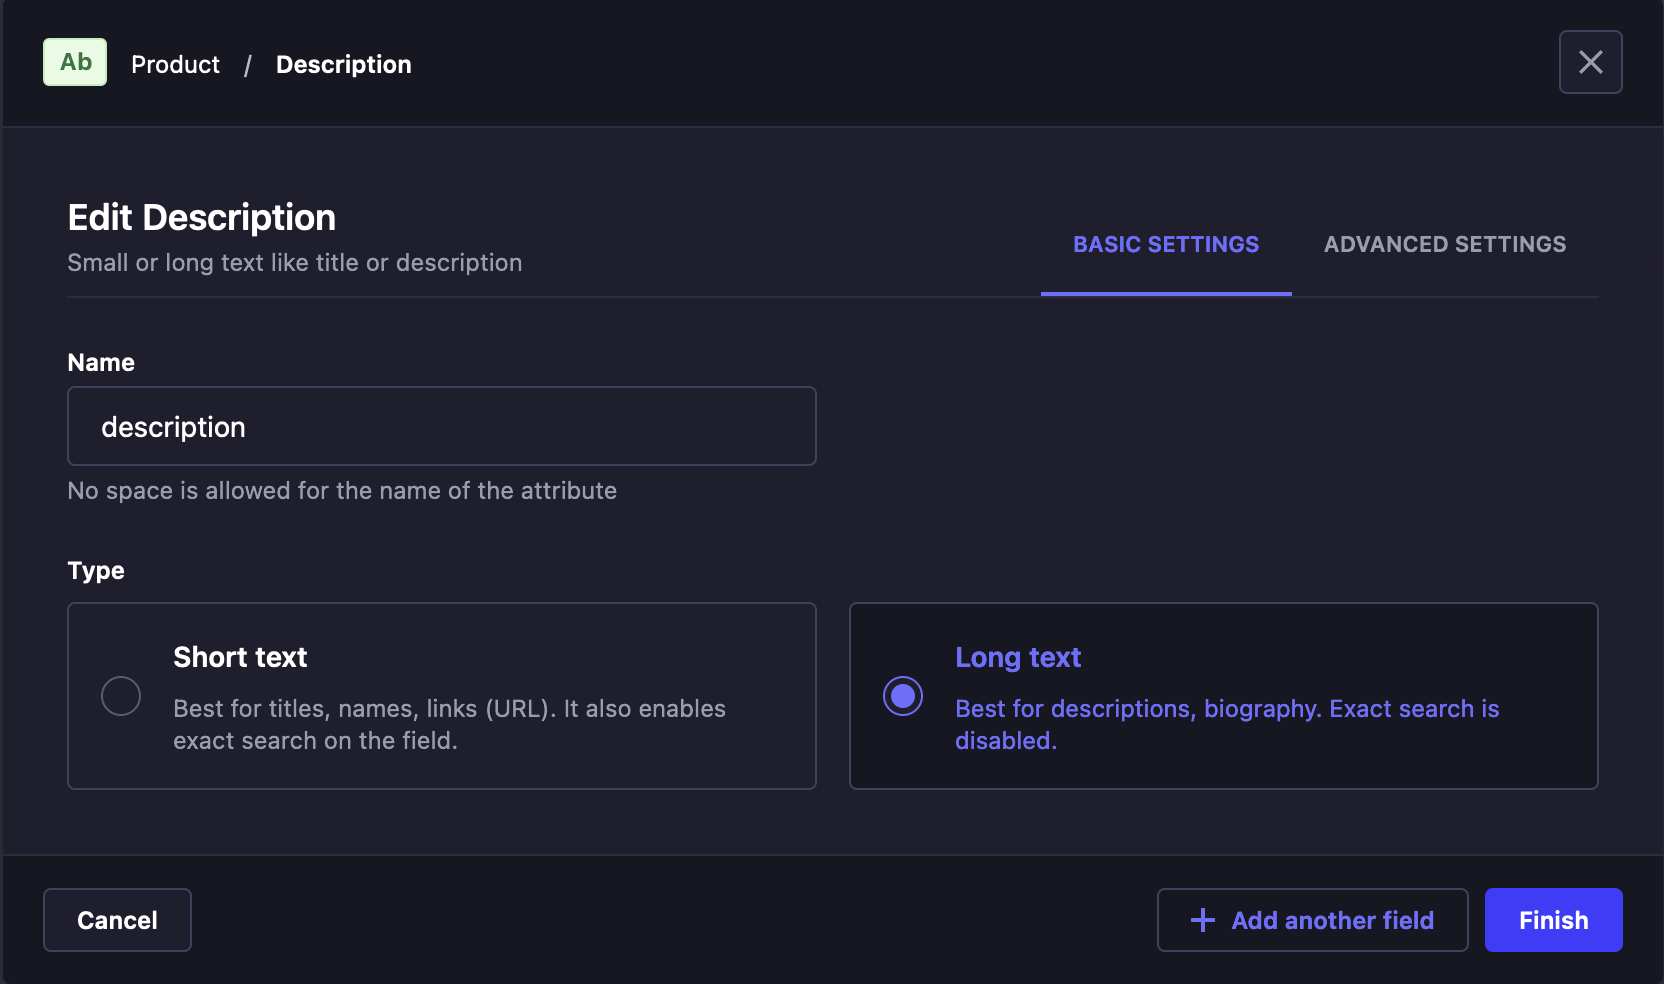 Ab Product / Description
Edit Description
Small or long text like title or description
BASIC SETTINGS ADVANCED SETTINGS
Name
description
No space is allowed for the name of the attribute
Type
Short text
Best for titles, names, links (URL). It also enables
exact search on the field.
Long text
Best for descriptions, biography. Exact search is
disabled.
Cancel
Add another field
Finish